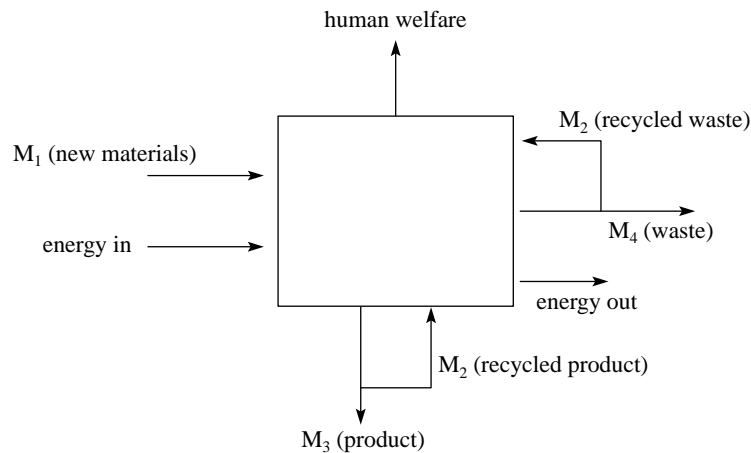 human welfare
M₂ (recycled waste)
M₁ (new materials)
energy in
M₄ (waste)
energy out
M₂ (recycled product)
M₃ (product)